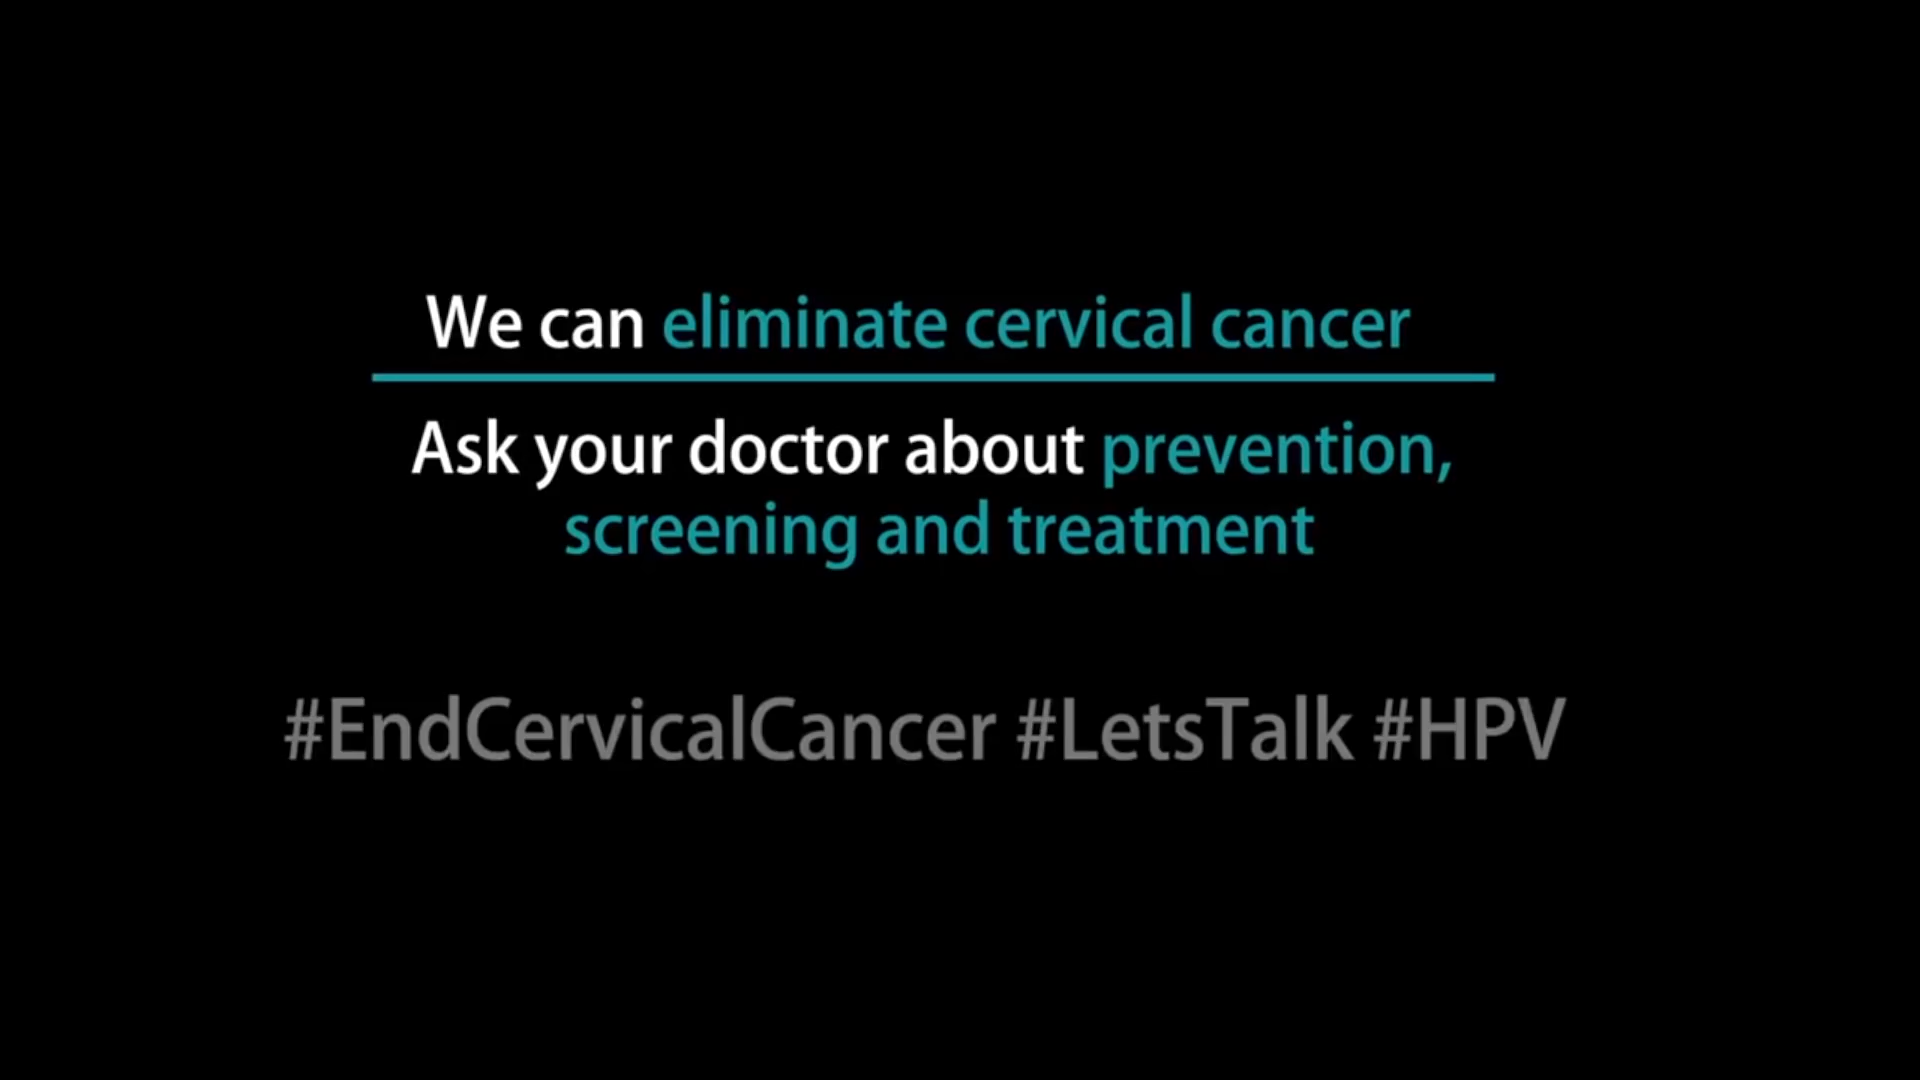 We can eliminate cervical cancer
Ask your doctor about prevention,
screening and treatment
#EndCervicalCancer #LetsTalk #HPV